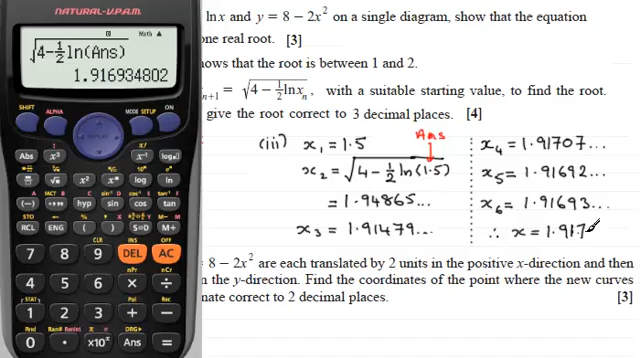 NATURAL-V.P.A.M.
Math ▲
√4−½ln(Ans)
1.916934802
SHIFT ALPHA MODE SETUP ON
Abs x³ x⁻¹ logₐ□
√□ x² x^□ log ln
(−) °′″ hyp sin cos tan
RCL ENG ( ) S⇔D M+
7 8 9 DEL AC
4 5 6 × ÷
1 2 3 + −
0 • ×10ˣ Ans =
ln x and y = 8 − 2x² on a single diagram, show that the equation
one real root. [3]
hows that the root is between 1 and 2.
n+1 = √4 − ½lnxₙ, with a suitable starting value, to find the root.
give the root correct to 3 decimal places. [4]
(iii) x₁ = 1.5
Ans
x₂ = √4 − ½ ln(1.5)
= 1.94865...
x₃ = 1.91479...
x₄ = 1.91707...
x₅ = 1.91692...
x₆ = 1.91693...
∴ x = 1.917
= 8 − 2x² are each translated by 2 units in the positive x-direction and then
n the y-direction. Find the coordinates of the point where the new curves
nate correct to 2 decimal places. [3]